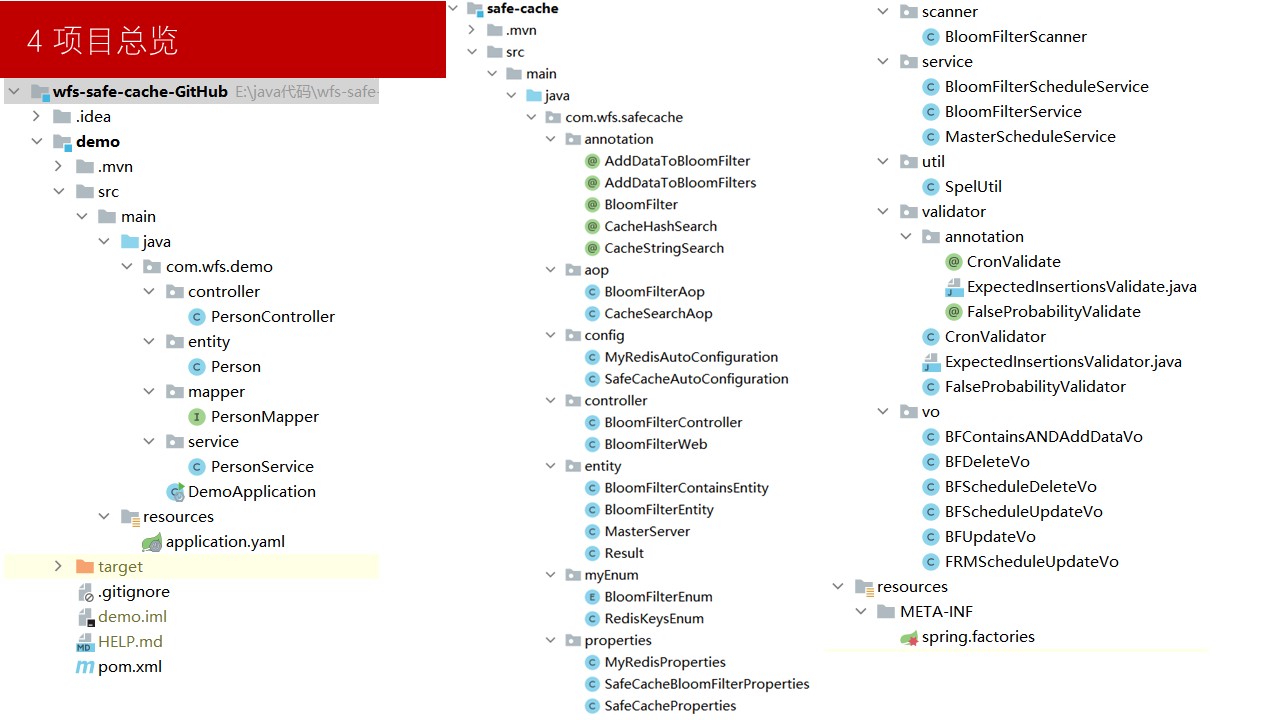 4 项目总览
wfs-safe-cache-GitHub E:\java代码\wfs-safe-
.idea
demo
.mvn
src
main
java
com.wfs.demo
controller
PersonController
entity
Person
mapper
PersonMapper
service
PersonService
DemoApplication
resources
application.yaml
target
.gitignore
demo.iml
HELP.md
pom.xml
safe-cache
.mvn
src
main
java
com.wfs.safecache
annotation
AddDataToBloomFilter
AddDataToBloomFilters
BloomFilter
CacheHashSearch
CacheStringSearch
aop
BloomFilterAop
CacheSearchAop
config
MyRedisAutoConfiguration
SafeCacheAutoConfiguration
controller
BloomFilterController
BloomFilterWeb
entity
BloomFilterContainsEntity
BloomFilterEntity
MasterServer
Result
myEnum
BloomFilterEnum
RedisKeysEnum
properties
MyRedisProperties
SafeCacheBloomFilterProperties
SafeCacheProperties
scanner
BloomFilterScanner
service
BloomFilterScheduleService
BloomFilterService
MasterScheduleService
util
SpelUtil
validator
annotation
CronValidate
ExpectedInsertionsValidate.java
FalseProbabilityValidate
CronValidator
ExpectedInsertionsValidator.java
FalseProbabilityValidator
vo
BFContainsANDAddDataVo
BFDeleteVo
BFScheduleDeleteVo
BFScheduleUpdateVo
BFUpdateVo
FRMScheduleUpdateVo
resources
META-INF
spring.factories